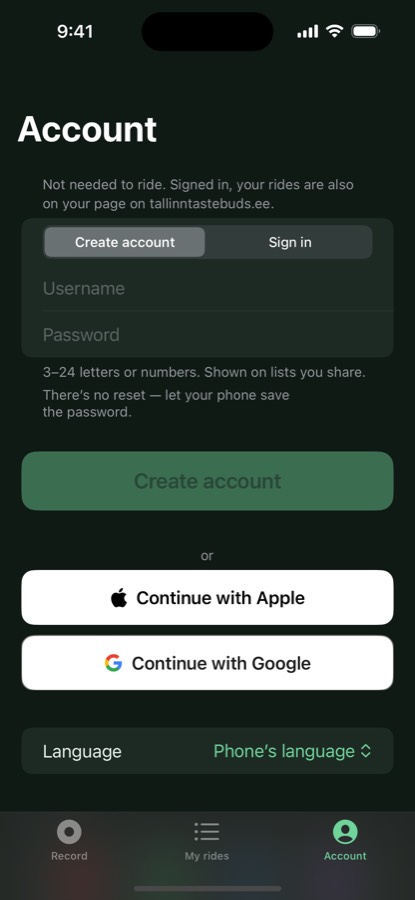 9:41
Account
Not needed to ride. Signed in, your rides are also
on your page on tallinntastebuds.ee.
Create account
Sign in
Username
Password
3–24 letters or numbers. Shown on lists you share.
There’s no reset — let your phone save
the password.
Create account
or
Continue with Apple
Continue with Google
Language
Phone’s language
Record
My rides
Account